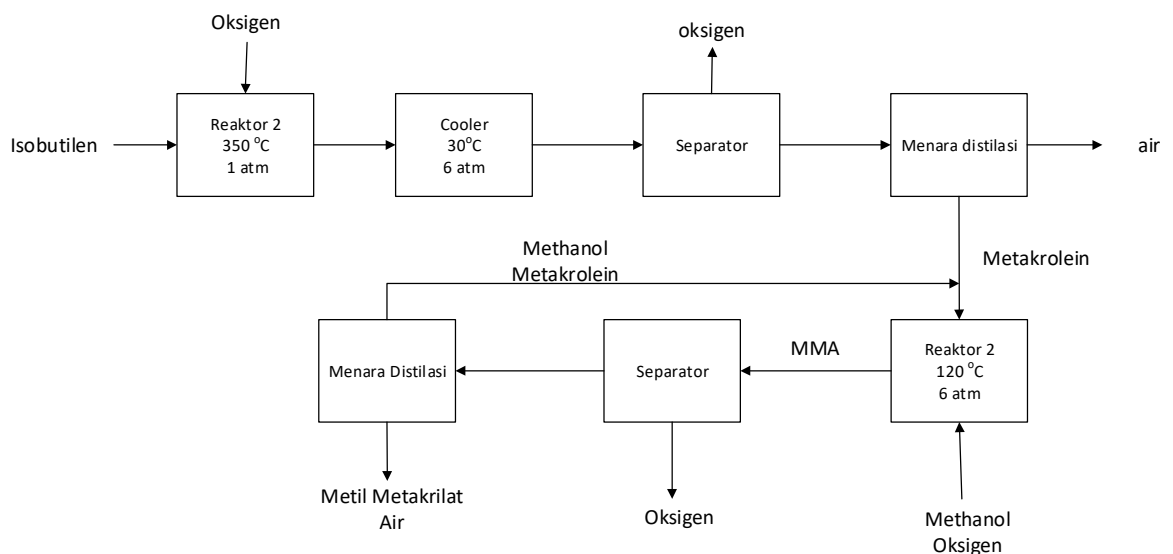 Oksigen
oksigen
Isobutilen
Reaktor 2
350 °C
1 atm
Cooler
30°C
6 atm
Separator
Menara distilasi
air
Methanol
Metakrolein
Metakrolein
Menara Distilasi
Separator
MMA
Reaktor 2
120 °C
6 atm
Metil Metakrilat
Air
Oksigen
Methanol
Oksigen